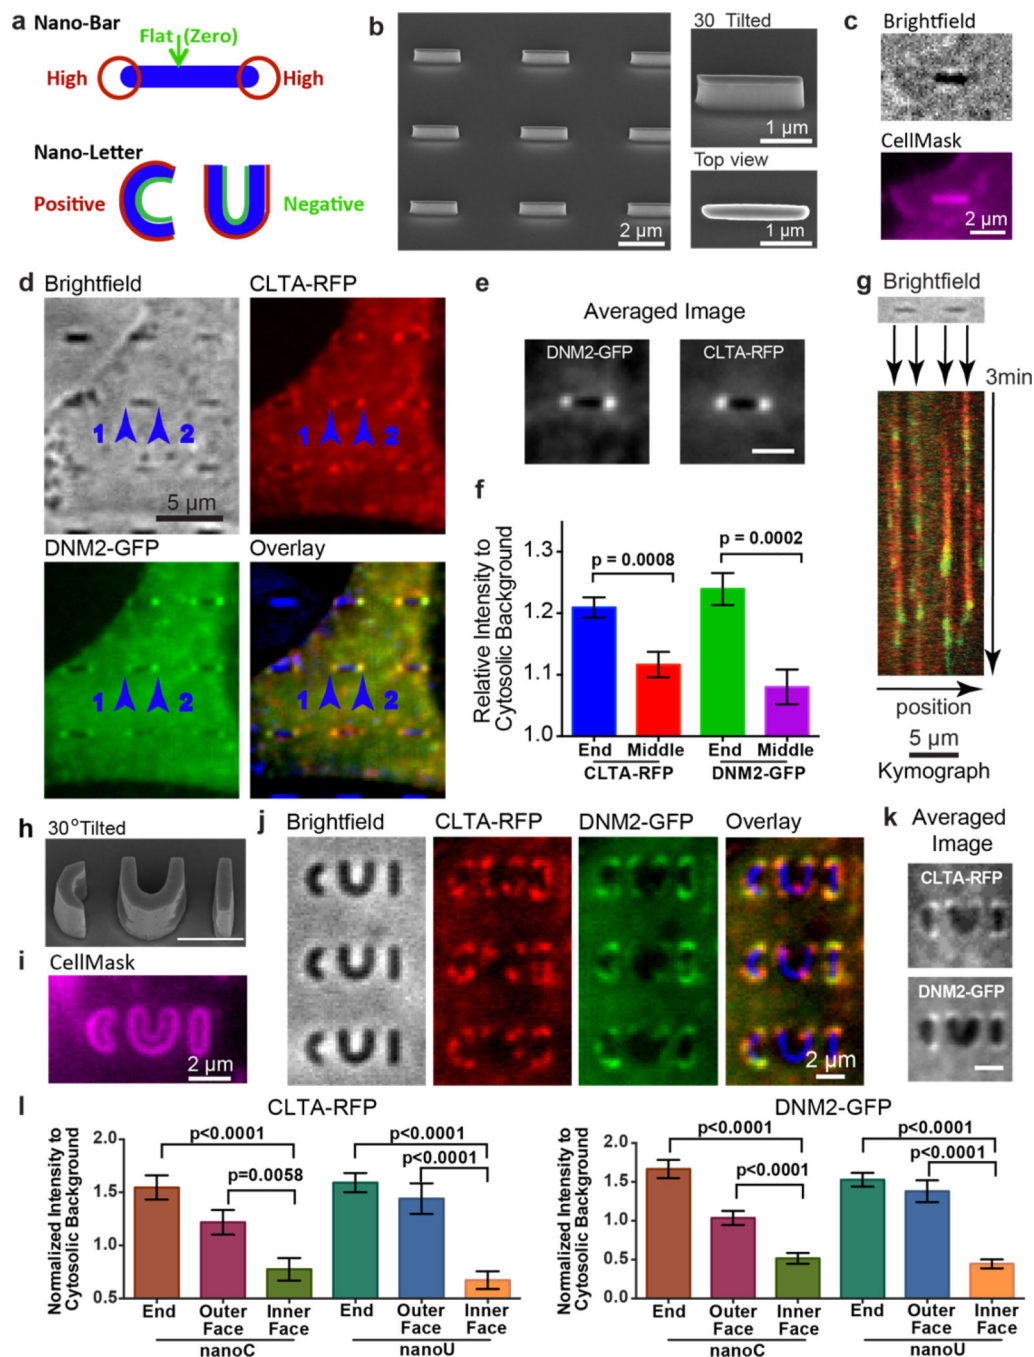 a
Nano-Bar
Flat (Zero)
High
High
Nano-Letter
Positive
Negative
b
2 µm
30 Tilted
1 µm
Top view
1 µm
c
Brightfield
CellMask
2 µm
d
Brightfield
CLTA-RFP
1 2
1 2
5 µm
DNM2-GFP
Overlay
1 2
1 2
e
Averaged Image
DNM2-GFP
CLTA-RFP
f
Relative Intensity to
Cytosolic Background
1.3
1.2
1.1
1.0
p = 0.0008
p = 0.0002
End Middle End Middle
CLTA-RFP DNM2-GFP
g
Brightfield
3min
position
5 µm
Kymograph
h
30°Tilted
i
CellMask
2 µm
j
Brightfield CLTA-RFP DNM2-GFP Overlay
2 µm
k
Averaged
Image
CLTA-RFP
DNM2-GFP
l
CLTA-RFP
Normalized Intensity to
Cytosolic Background
2.0
1.5
1.0
0.5
p<0.0001
p=0.0058
p<0.0001
p<0.0001
End Outer Inner End Outer Inner
Face Face Face Face
nanoC nanoU
DNM2-GFP
Normalized Intensity to
Cytosolic Background
2.0
1.5
1.0
0.5
0.0
p<0.0001
p<0.0001
p<0.0001
p<0.0001
End Outer Inner End Outer Inner
Face Face Face Face
nanoC nanoU